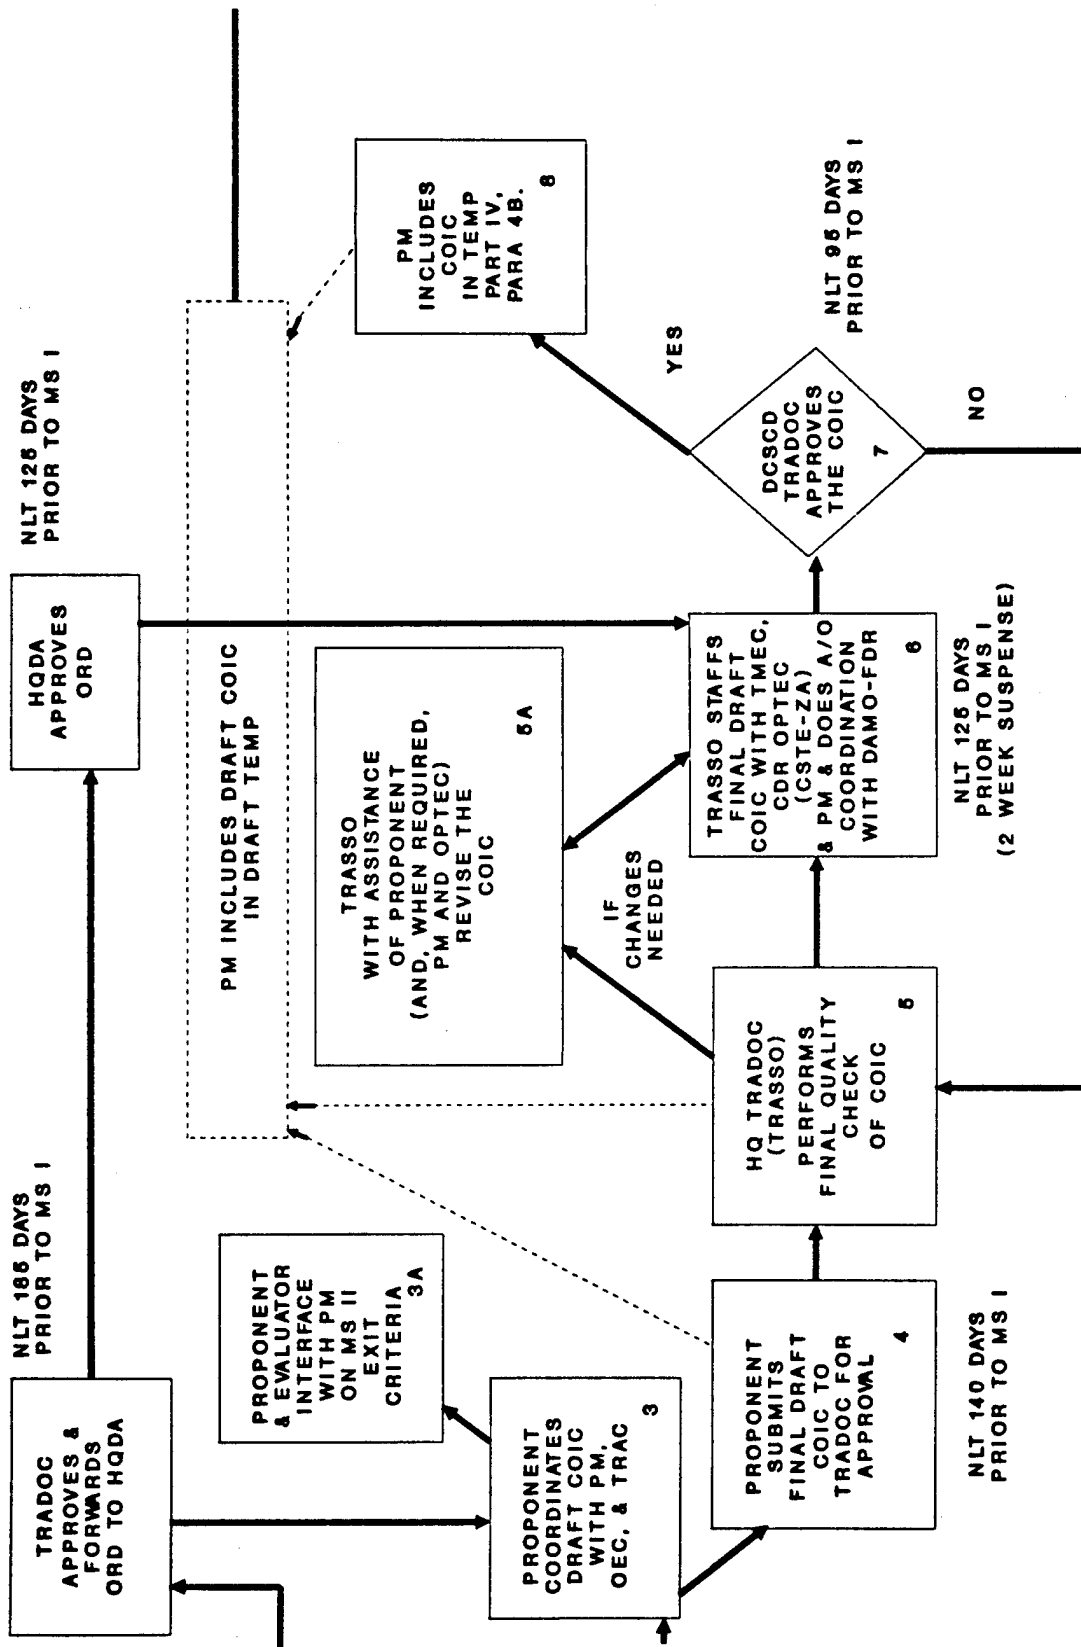 NLT 185 DAYS
PRIOR TO MS I
TRADOC
APPROVES &
FORWARDS
ORD TO HQDA
HQDA
APPROVES
ORD
NLT 125 DAYS
PRIOR TO MS I
PM INCLUDES DRAFT COIC
IN DRAFT TEMP
PROPONENT
& EVALUATOR
INTERFACE
WITH PM
ON MS II
EXIT
CRITERIA
3A
TRASSO
WITH ASSISTANCE
OF PROPONENT
(AND, WHEN REQUIRED,
PM AND OPTEC)
REVISE THE
COIC
5A
PM
INCLUDES
COIC
IN TEMP
PART IV,
PARA 4B.
8
PROPONENT
COORDINATES
DRAFT COIC
WITH PM,
OEC, & TRAC
3
IF
CHANGES
NEEDED
YES
PROPONENT
SUBMITS
FINAL DRAFT
COIC TO
TRADOC FOR
APPROVAL
4
NLT 140 DAYS
PRIOR TO MS I
HQ TRADOC
(TRASSO)
PERFORMS
FINAL QUALITY
CHECK
OF COIC
5
TRASSO STAFFS
FINAL DRAFT
COIC WITH TMEC,
CDR OPTEC
(CSTE-ZA)
& PM & DOES A/O
COORDINATION
WITH DAMO-FDR
6
NLT 125 DAYS
PRIOR TO MS I
(2 WEEK SUSPENSE)
DCSCD
TRADOC
APPROVES
THE COIC
7
NLT 95 DAYS
PRIOR TO MS I
NO